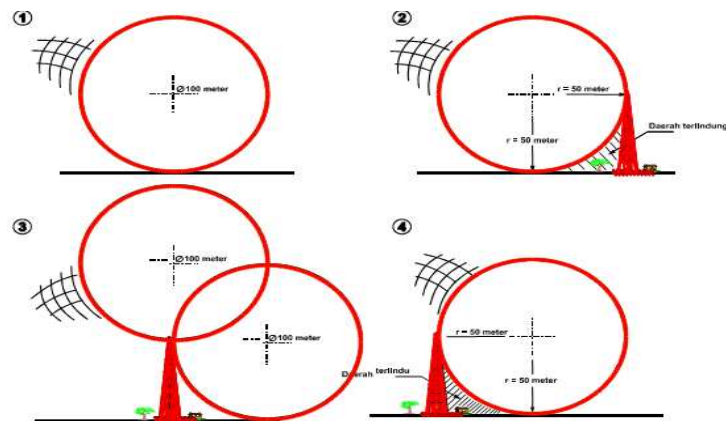 ①
Ø100 meter
②
r = 50 meter
Daerah terlindung
r = 50 meter
③
Ø100 meter
Ø100 meter
④
r = 50 meter
Daerah terlindu
r = 50 meter